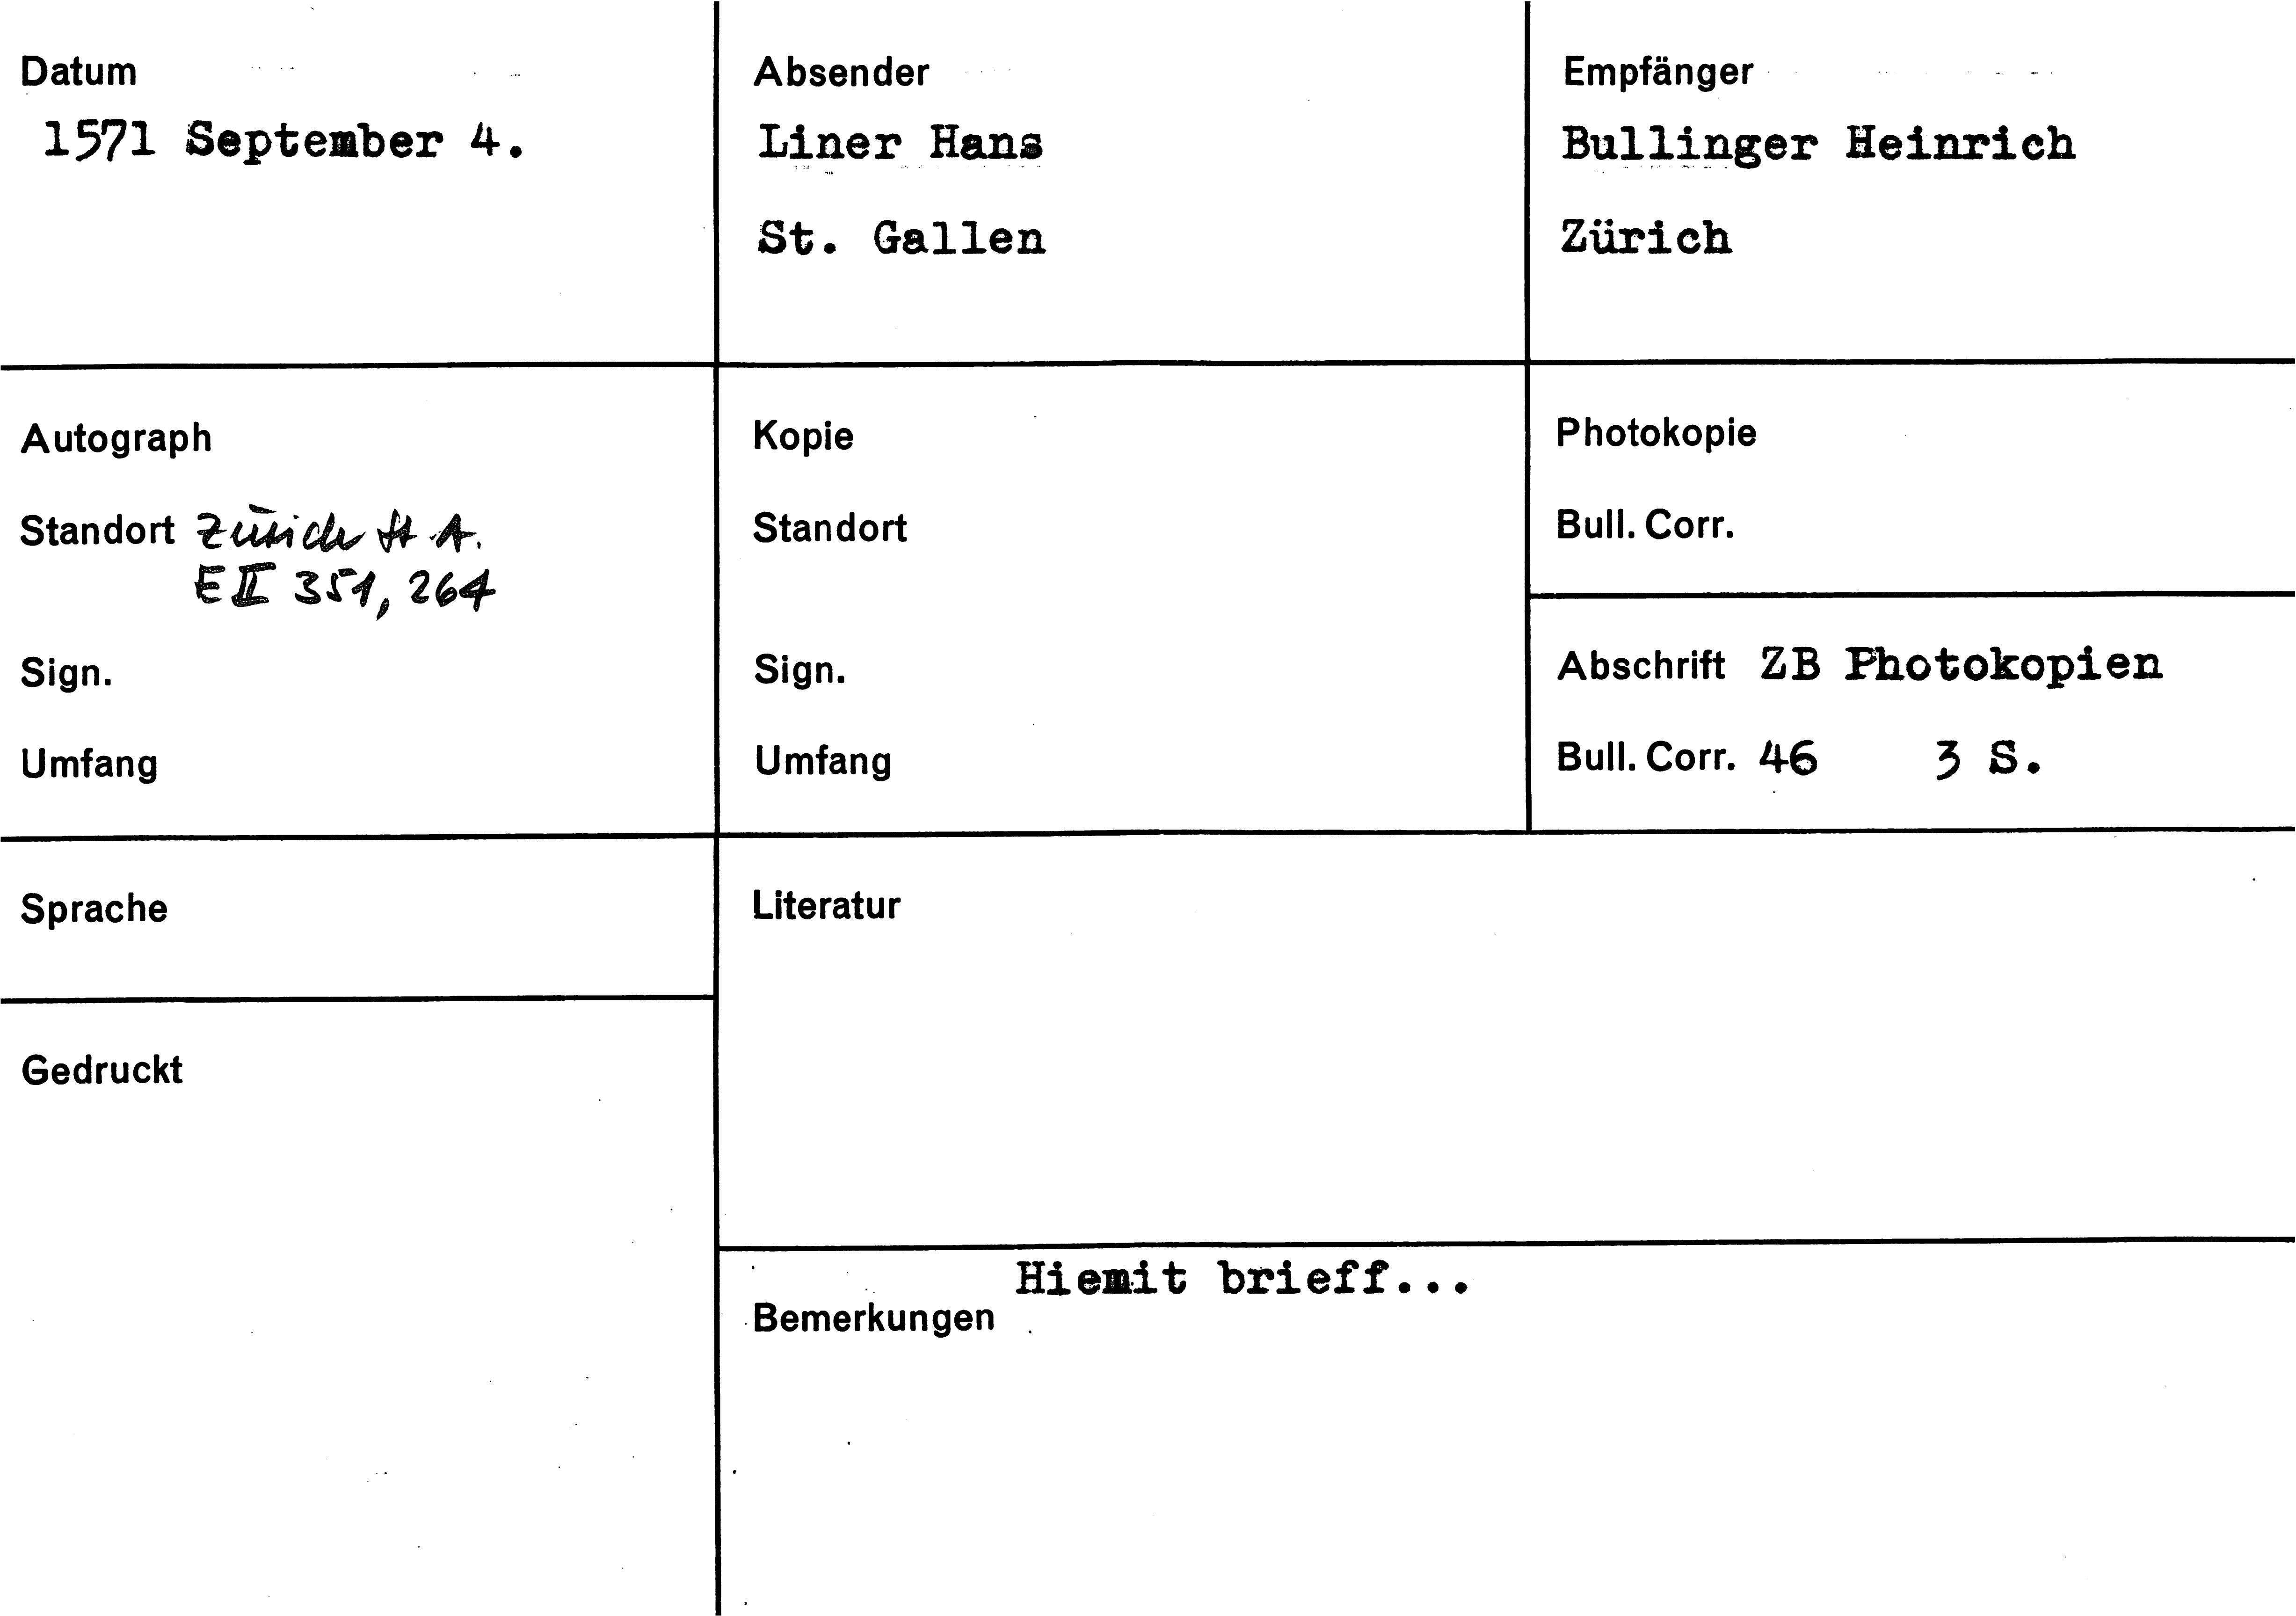 Datum
1571 September 4.
Absender
Liner Hans
St. Gallen
Empfänger
Bullinger Heinrich
Zürich
Autograph
Standort Zürich StA.
E II 351, 264
Sign.
Umfang
Kopie
Standort
Sign.
Umfang
Photokopie
Bull. Corr.
Abschrift ZB Photokopien
Bull. Corr. 46 3 S.
Sprache
Literatur
Gedruckt
Hiemit brieff...
Bemerkungen